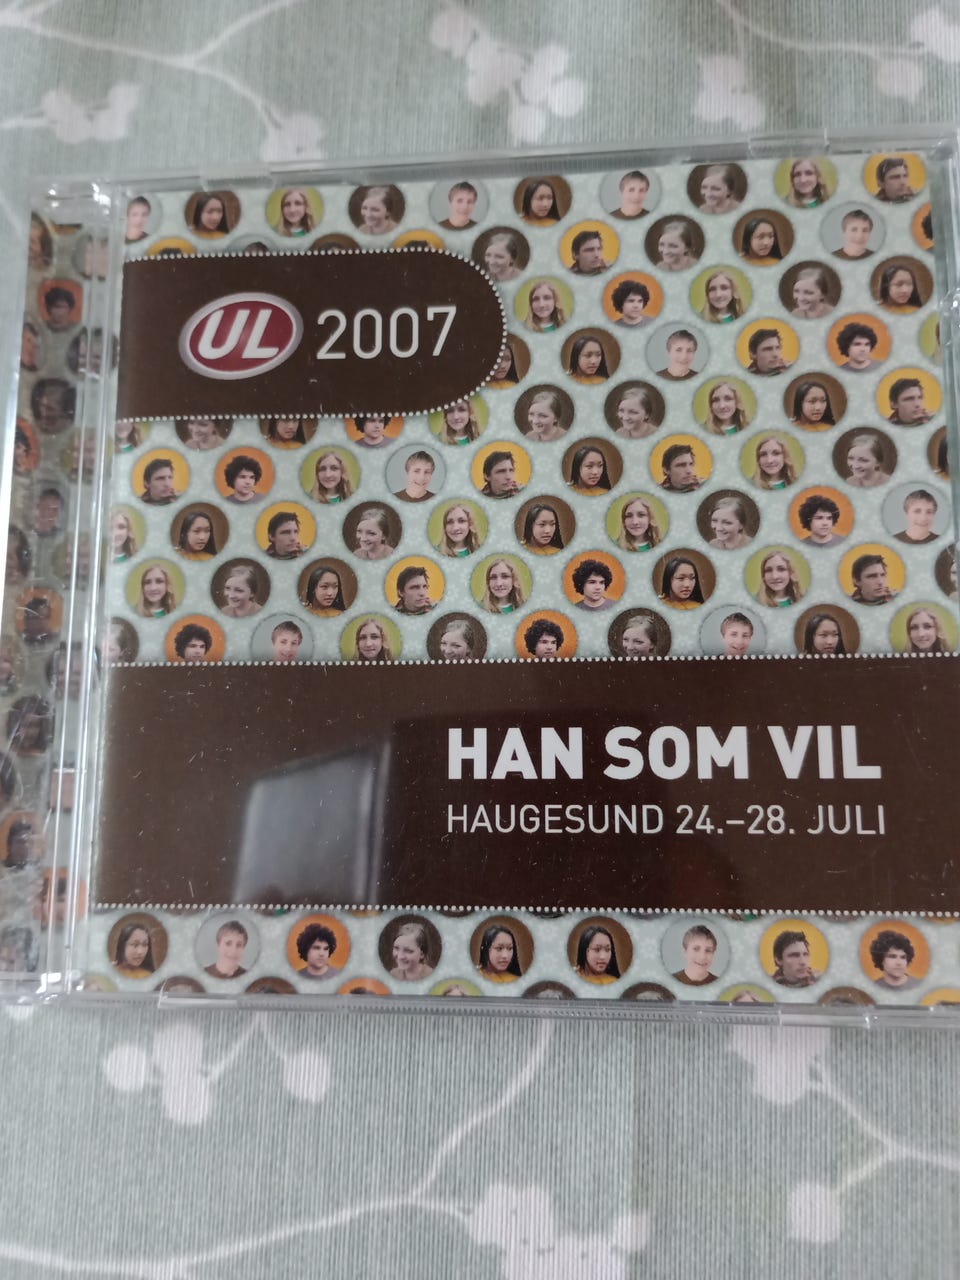 UL 2007
HAN SOM VIL
HAUGESUND 24.–28. JULI